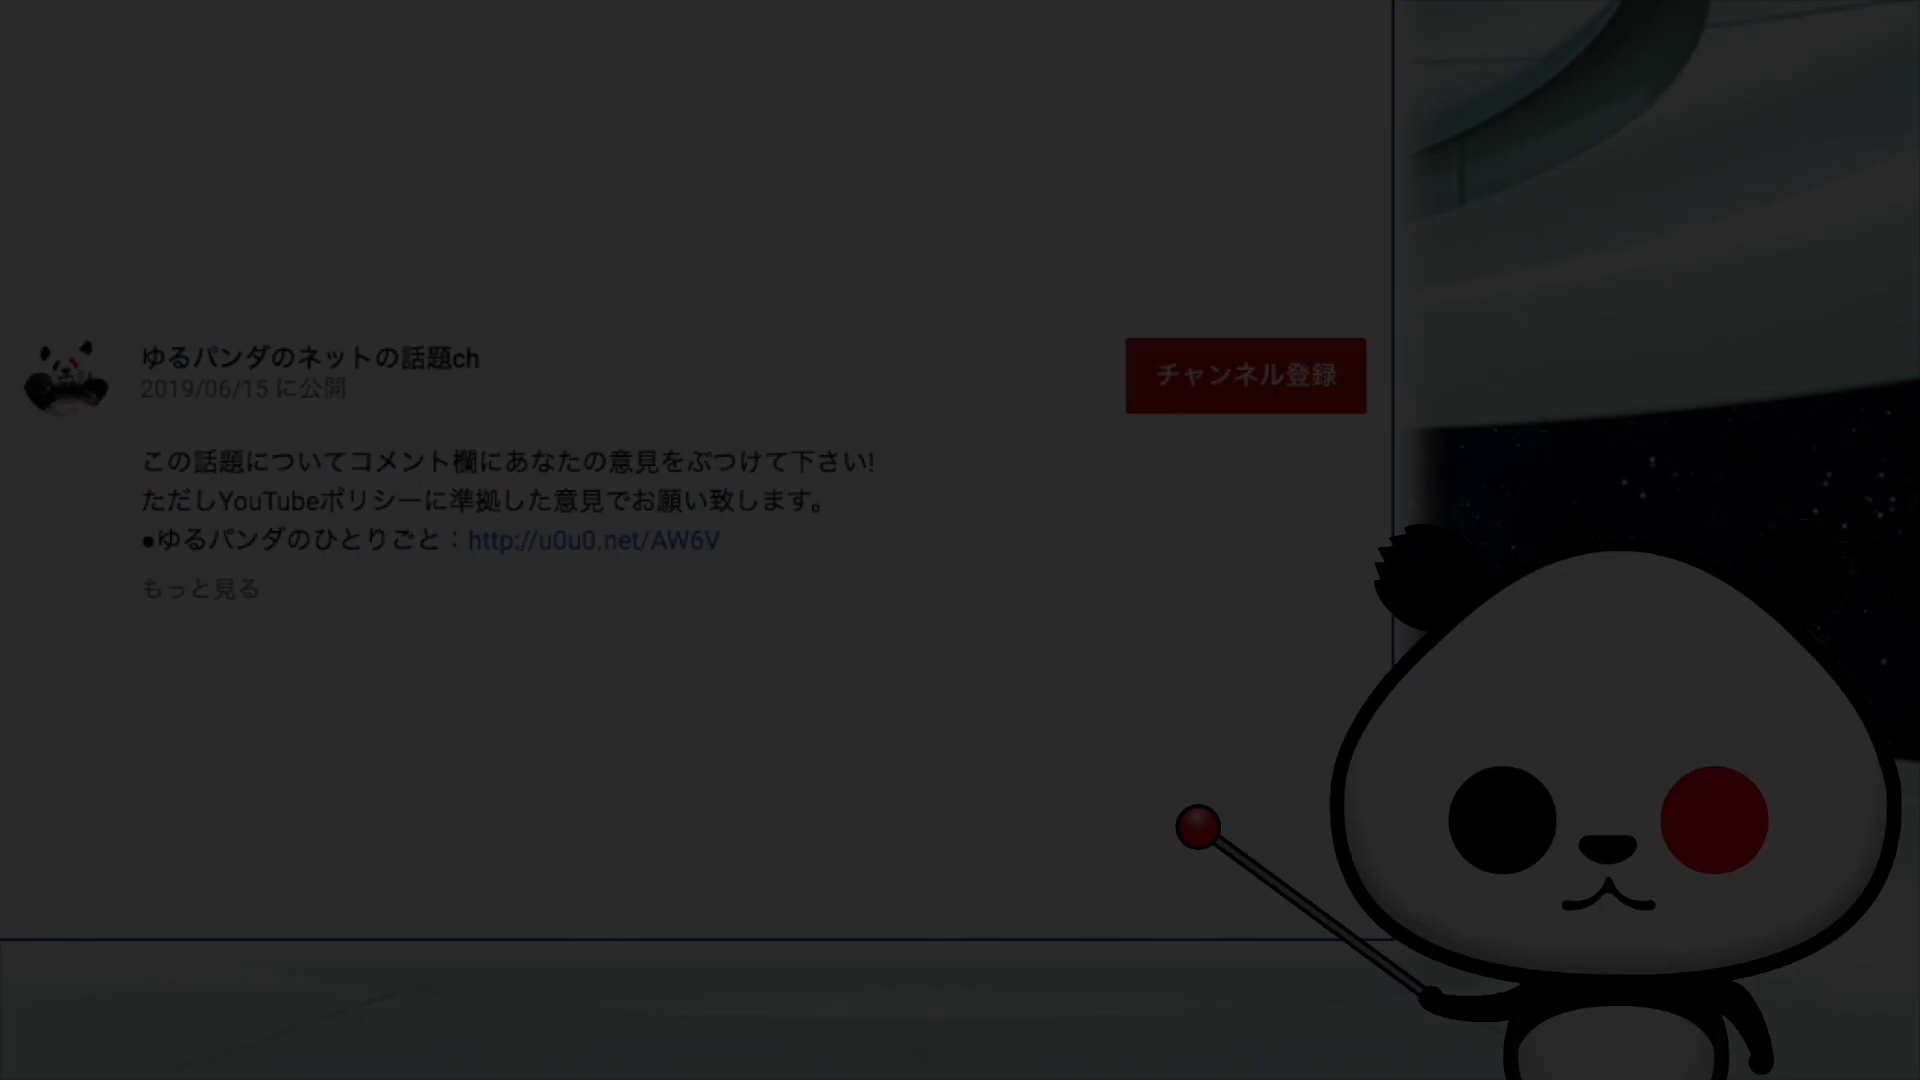 ゆるパンダのネットの話題ch
2019/06/15 に公開
チャンネル登録
この話題についてコメント欄にあなたの意見をぶつけて下さい!
ただしYouTubeポリシーに準拠した意見でお願い致します。
●ゆるパンダのひとりごと：http://u0u0.net/AW6V
もっと見る